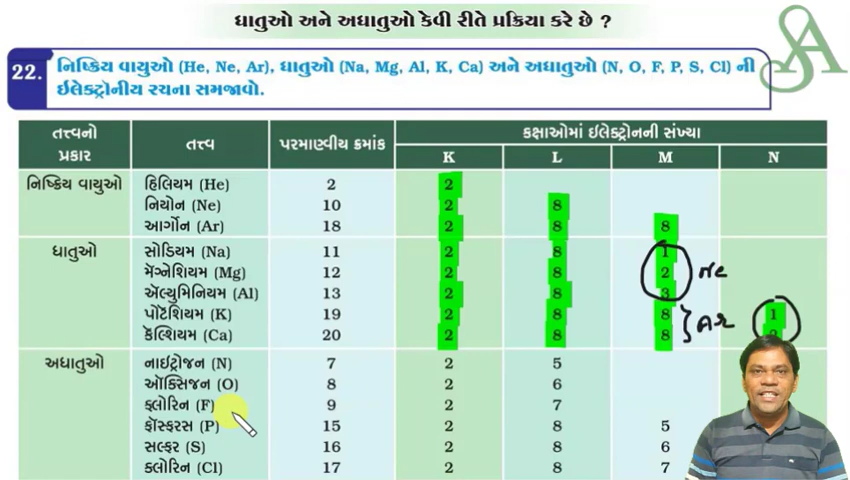 ધાતુઓ અને અધાતુઓ કેવી રીતે પ્રક્રિયા કરે છે ?
22. નિષ્ક્રિય વાયુઓ (He, Ne, Ar), ધાતુઓ (Na, Mg, Al, K, Ca) અને અધાતુઓ (N, O, F, P, S, Cl) ની
ઈલેક્ટ્રોનીય રચના સમજાવો.
SA
તત્ત્વનો પ્રકાર તત્ત્વ પરમાણ્વીય ક્રમાંક કક્ષાઓમાં ઇલેક્ટ્રોનની સંખ્યા
K L M N
નિષ્ક્રિય વાયુઓ હિલિયમ (He) 2 2
નિયોન (Ne) 10 2 8
આર્ગોન (Ar) 18 2 8 8
ધાતુઓ સોડિયમ (Na) 11 2 8 1
મૅગ્નેશિયમ (Mg) 12 2 8 2 Ne
ઍલ્યુમિનિયમ (Al) 13 2 8 3
પોટૅશિયમ (K) 19 2 8 8 Ar 1
કૅલ્શિયમ (Ca) 20 2 8 8
અધાતુઓ નાઇટ્રોજન (N) 7 2 5
ઑક્સિજન (O) 8 2 6
ફ્લોરિન (F) 9 2 7
ફૉસ્ફરસ (P) 15 2 8 5
સલ્ફર (S) 16 2 8 6
ક્લોરિન (Cl) 17 2 8 7